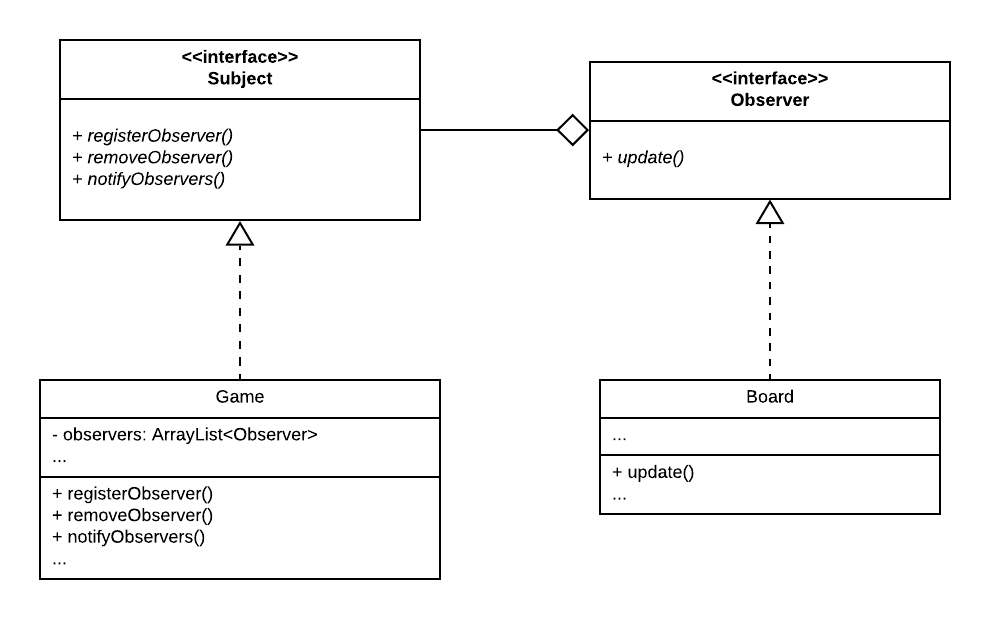 <<interface>>
Subject
+ registerObserver()
+ removeObserver()
+ notifyObservers()
<<interface>>
Observer
+ update()
Game
- observers: ArrayList<Observer>
...
+ registerObserver()
+ removeObserver()
+ notifyObservers()
...
Board
...
+ update()
...